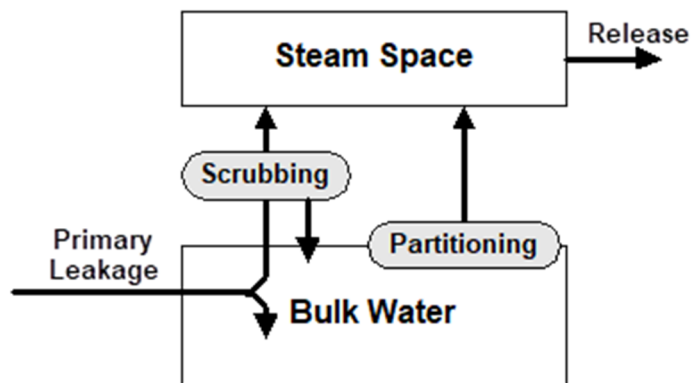 Steam Space
Release
Scrubbing
Primary
Leakage
Partitioning
Bulk Water